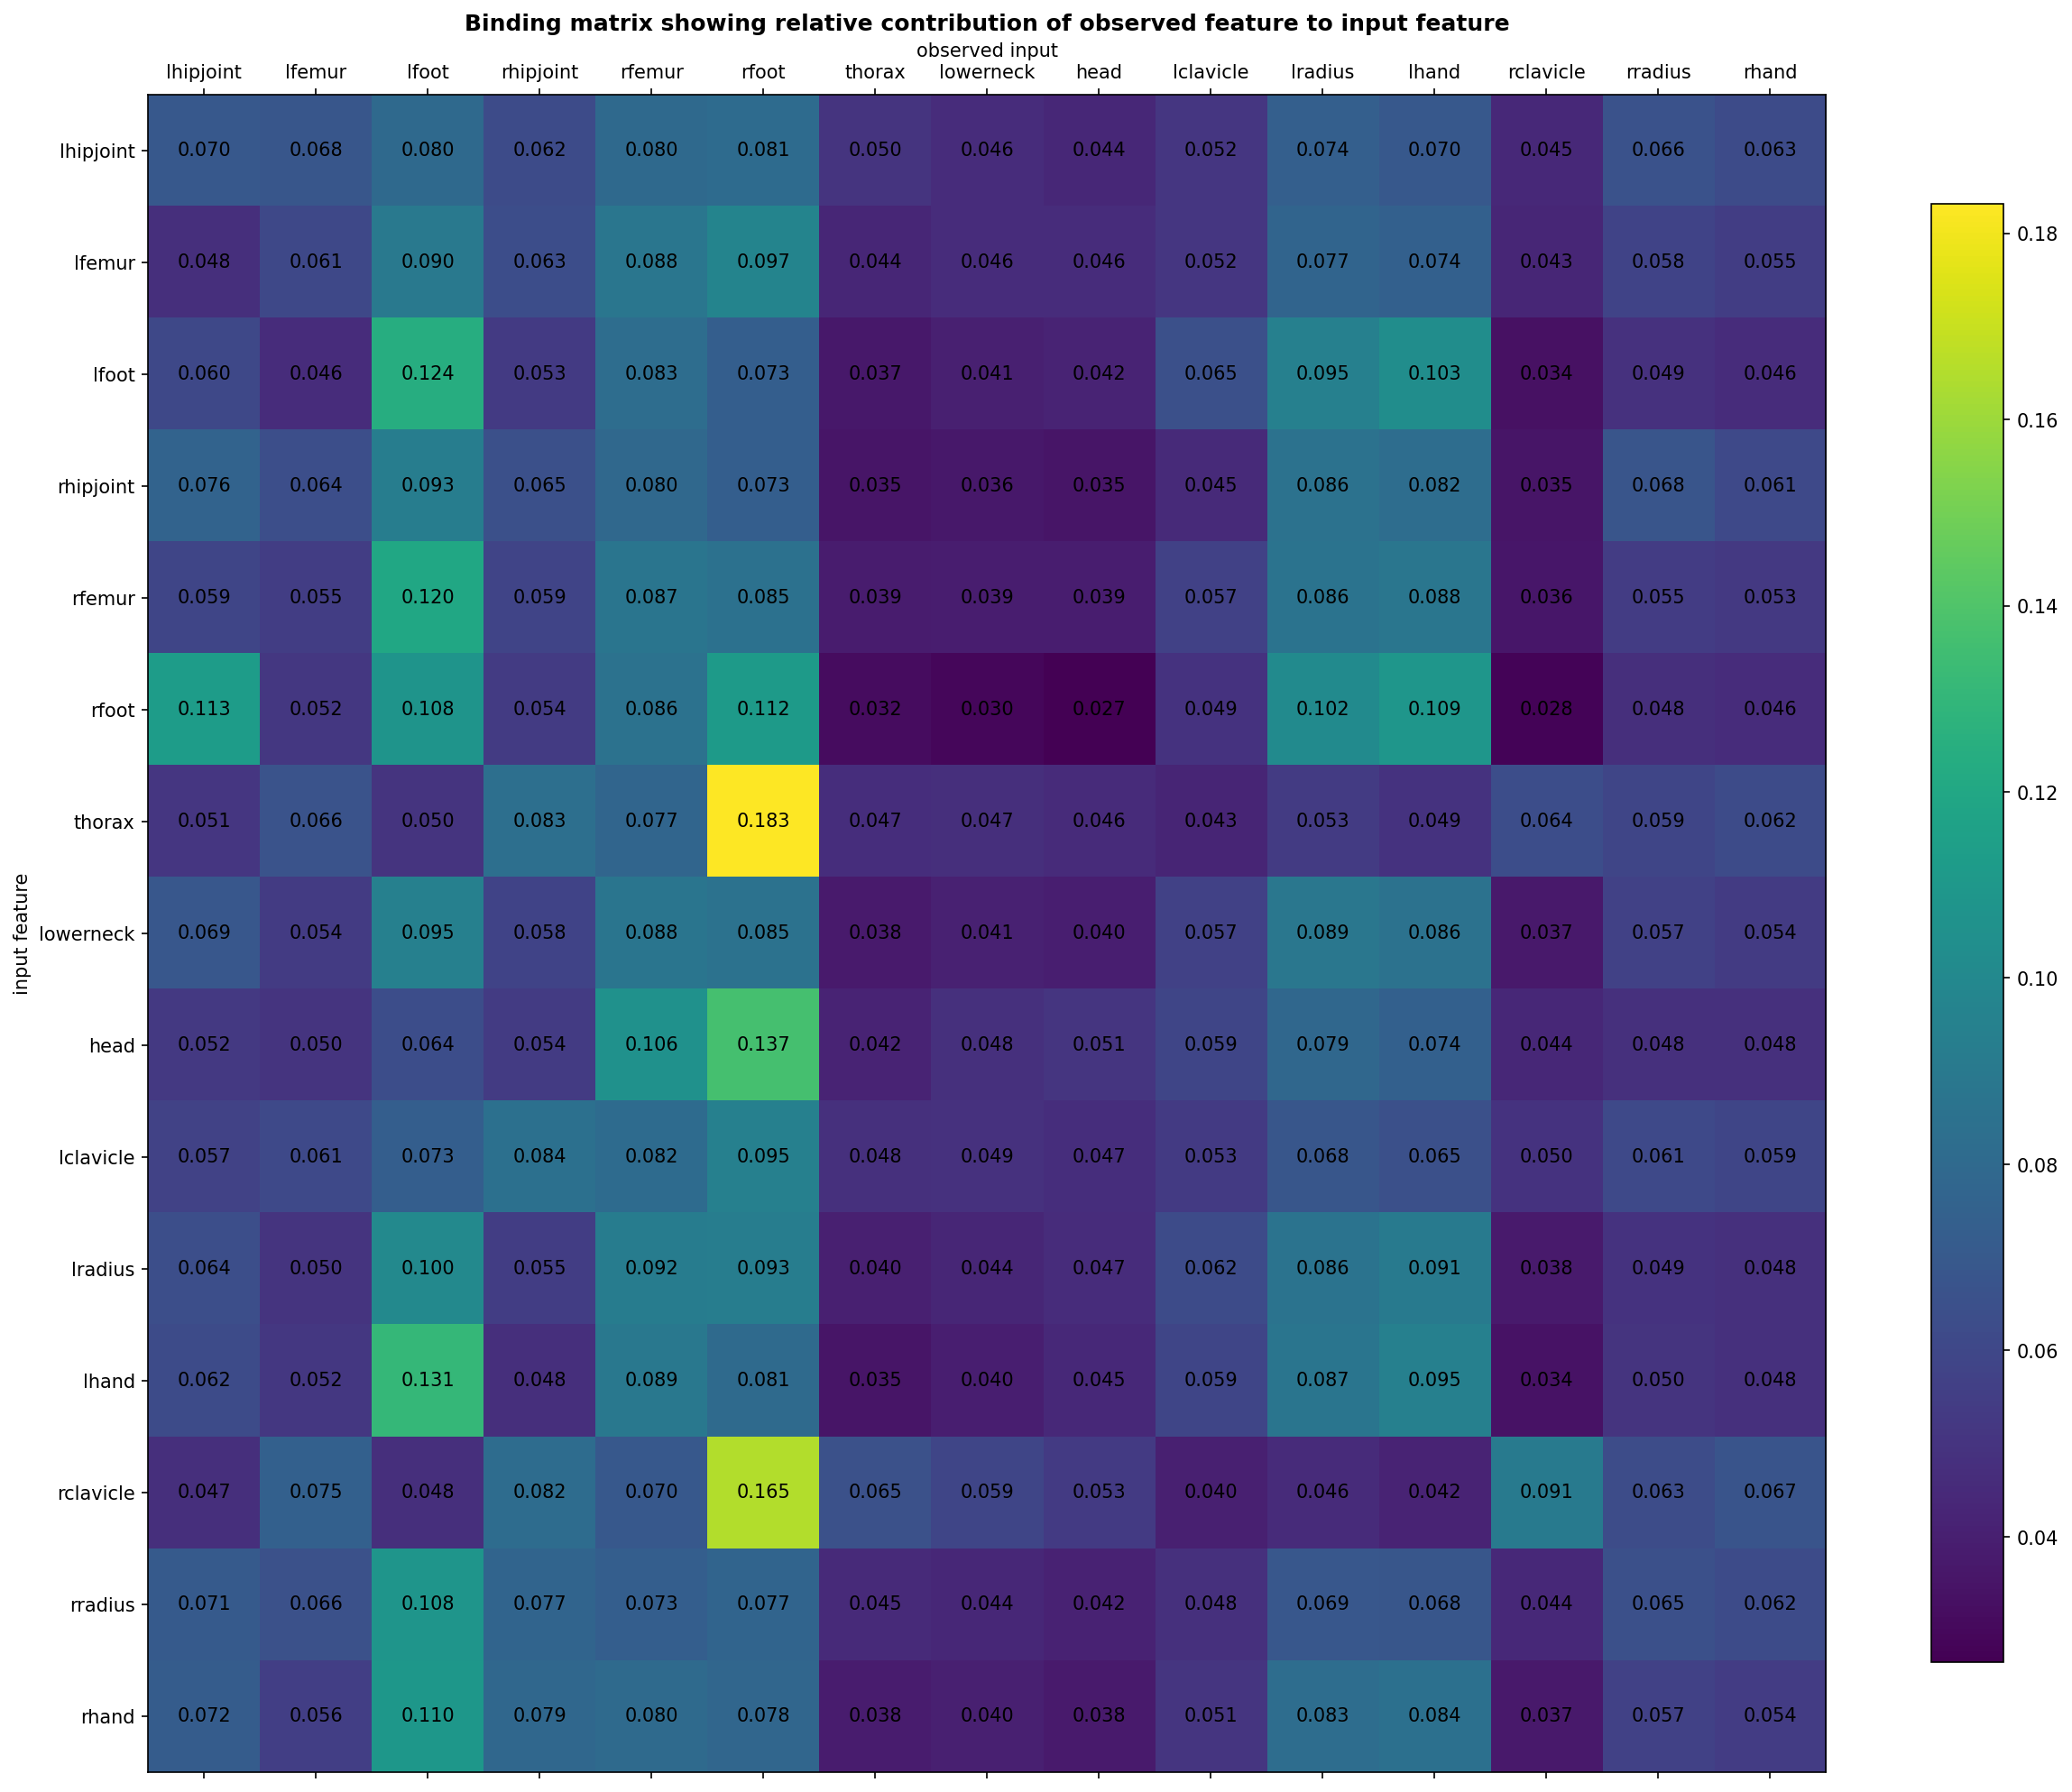 Binding matrix showing relative contribution of observed feature to input feature
observed input
lhipjoint lfemur lfoot rhipjoint rfemur rfoot thorax lowerneck head lclavicle lradius lhand rclavicle rradius rhand
lhipjoint 0.070 0.068 0.080 0.062 0.080 0.081 0.050 0.046 0.044 0.052 0.074 0.070 0.045 0.066 0.063
lfemur 0.048 0.061 0.090 0.063 0.088 0.097 0.044 0.046 0.046 0.052 0.077 0.074 0.043 0.058 0.055
lfoot 0.060 0.046 0.124 0.053 0.083 0.073 0.037 0.041 0.042 0.065 0.095 0.103 0.034 0.049 0.046
rhipjoint 0.076 0.064 0.093 0.065 0.080 0.073 0.035 0.036 0.035 0.045 0.086 0.082 0.035 0.068 0.061
rfemur 0.059 0.055 0.120 0.059 0.087 0.085 0.039 0.039 0.039 0.057 0.086 0.088 0.036 0.055 0.053
rfoot 0.113 0.052 0.108 0.054 0.086 0.112 0.032 0.030 0.027 0.049 0.102 0.109 0.028 0.048 0.046
thorax 0.051 0.066 0.050 0.083 0.077 0.183 0.047 0.047 0.046 0.043 0.053 0.049 0.064 0.059 0.062
lowerneck 0.069 0.054 0.095 0.058 0.088 0.085 0.038 0.041 0.040 0.057 0.089 0.086 0.037 0.057 0.054
head 0.052 0.050 0.064 0.054 0.106 0.137 0.042 0.048 0.051 0.059 0.079 0.074 0.044 0.048 0.048
lclavicle 0.057 0.061 0.073 0.084 0.082 0.095 0.048 0.049 0.047 0.053 0.068 0.065 0.050 0.061 0.059
lradius 0.064 0.050 0.100 0.055 0.092 0.093 0.040 0.044 0.047 0.062 0.086 0.091 0.038 0.049 0.048
lhand 0.062 0.052 0.131 0.048 0.089 0.081 0.035 0.040 0.045 0.059 0.087 0.095 0.034 0.050 0.048
rclavicle 0.047 0.075 0.048 0.082 0.070 0.165 0.065 0.059 0.053 0.040 0.046 0.042 0.091 0.063 0.067
rradius 0.071 0.066 0.108 0.077 0.073 0.077 0.045 0.044 0.042 0.048 0.069 0.068 0.044 0.065 0.062
rhand 0.072 0.056 0.110 0.079 0.080 0.078 0.038 0.040 0.038 0.051 0.083 0.084 0.037 0.057 0.054
input feature
0.18
0.16
0.14
0.12
0.10
0.08
0.06
0.04